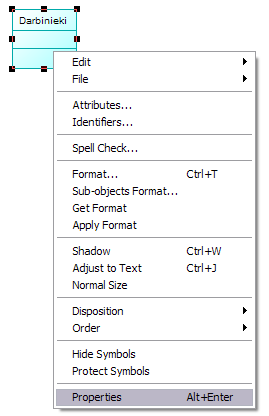 Darbinieki
Edit
File
Attributes...
Identifiers...
Spell Check...
Format... Ctrl+T
Sub-objects Format...
Get Format
Apply Format
Shadow Ctrl+W
Adjust to Text Ctrl+J
Normal Size
Disposition
Order
Hide Symbols
Protect Symbols
Properties Alt+Enter